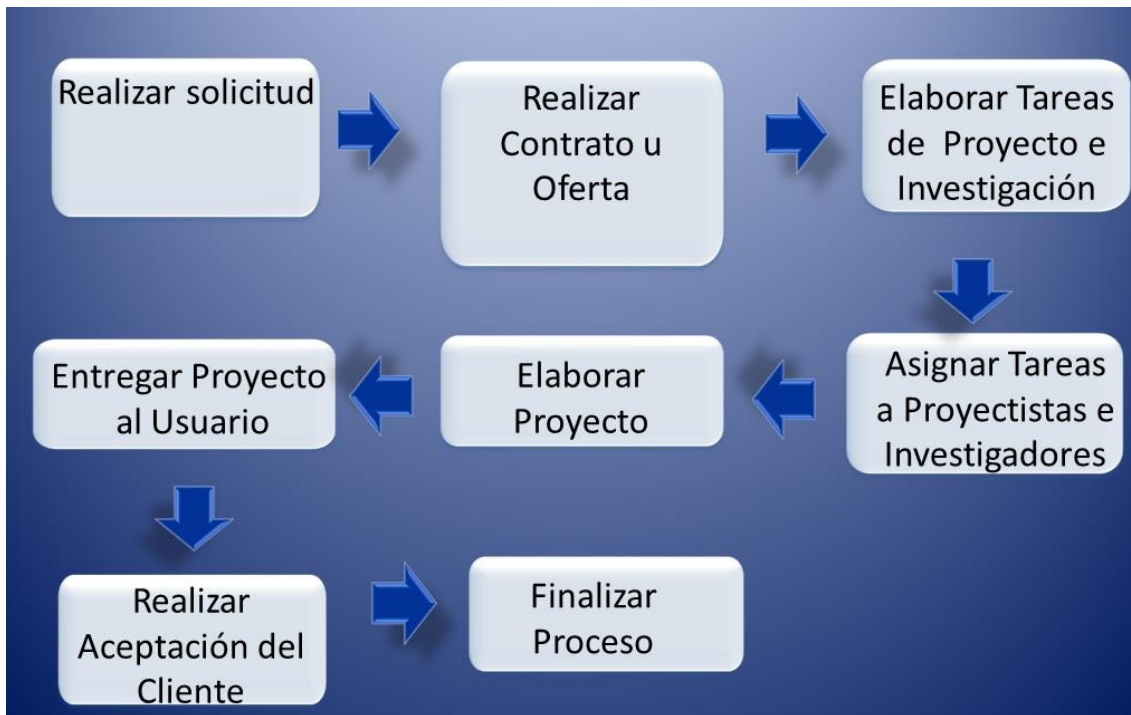 Realizar solicitud
Realizar
Contrato u
Oferta
Elaborar Tareas
de Proyecto e
Investigación
Asignar Tareas
a Proyectistas e
Investigadores
Elaborar
Proyecto
Entregar Proyecto
al Usuario
Realizar
Aceptación del
Cliente
Finalizar
Proceso